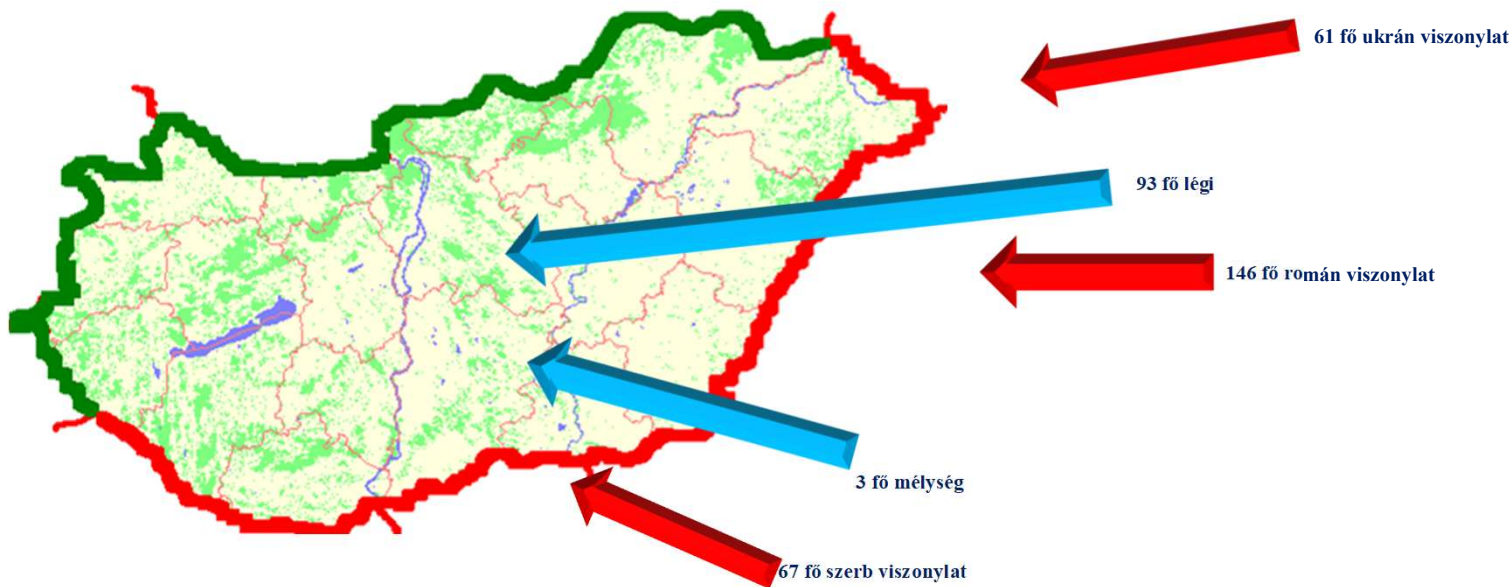 61 fő ukrán viszonylat
93 fő légi
146 fő román viszonylat
3 fő mélység
67 fő szerb viszonylat